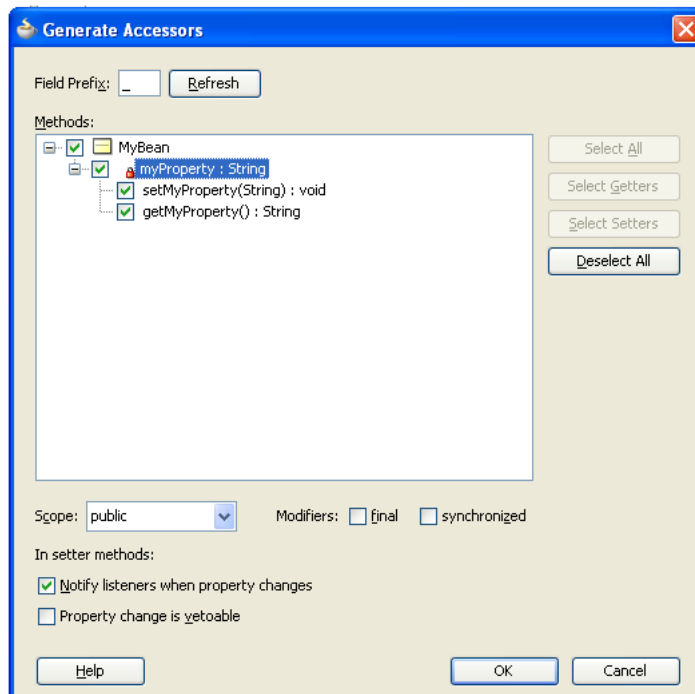 Generate Accessors
Field Prefix: _ Refresh
Methods:
MyBean
myProperty : String
setMyProperty(String) : void
getMyProperty() : String
Select All
Select Getters
Select Setters
Deselect All
Scope: public Modifiers: final synchronized
In setter methods:
Notify listeners when property changes
Property change is vetoable
Help OK Cancel